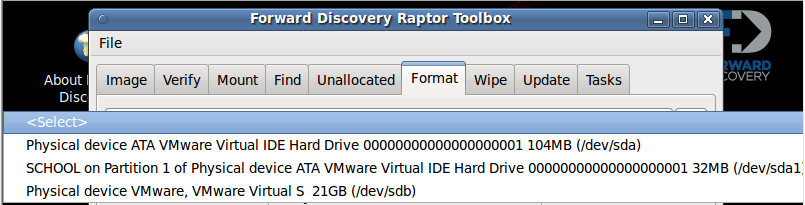 Forward Discovery Raptor Toolbox
File
Image Verify Mount Find Unallocated Format Wipe Update Tasks
About
Disc
RWARD
COVERY
<Select>
Physical device ATA VMware Virtual IDE Hard Drive 00000000000000000001 104MB (/dev/sda)
SCHOOL on Partition 1 of Physical device ATA VMware Virtual IDE Hard Drive 00000000000000000001 32MB (/dev/sda1
Physical device VMware, VMware Virtual S  21GB (/dev/sdb)